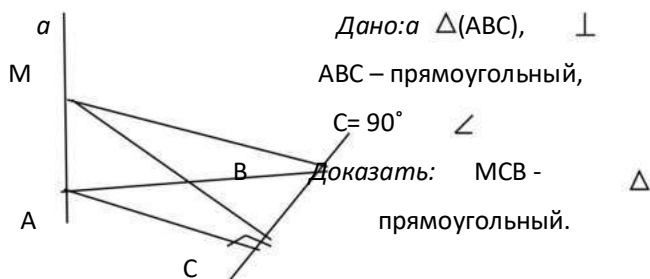 a
Дано:a △(ABC), ⊥
M
ABC – прямоугольный,
C= 90˚ ∠
B
Доказать: MCB - △
A
прямоугольный.
C